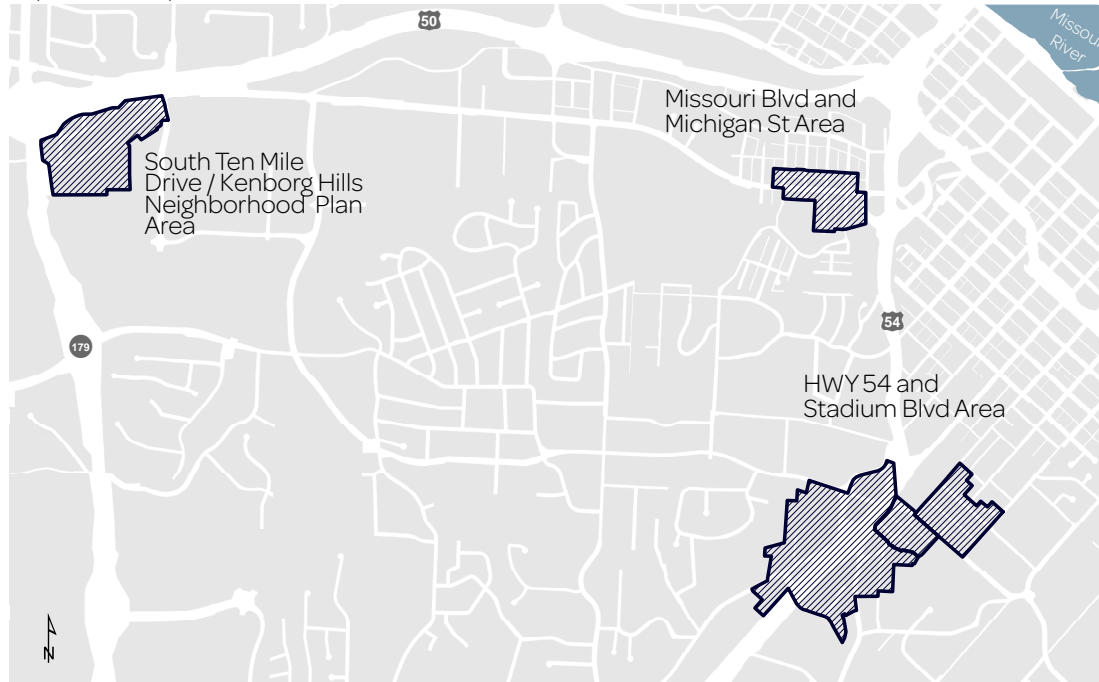 50
Missouri
River
Missouri Blvd and
Michigan St Area
South Ten Mile
Drive / Kenborg Hills
Neighborhood Plan
Area
54
179
HWY 54 and
Stadium Blvd Area
N